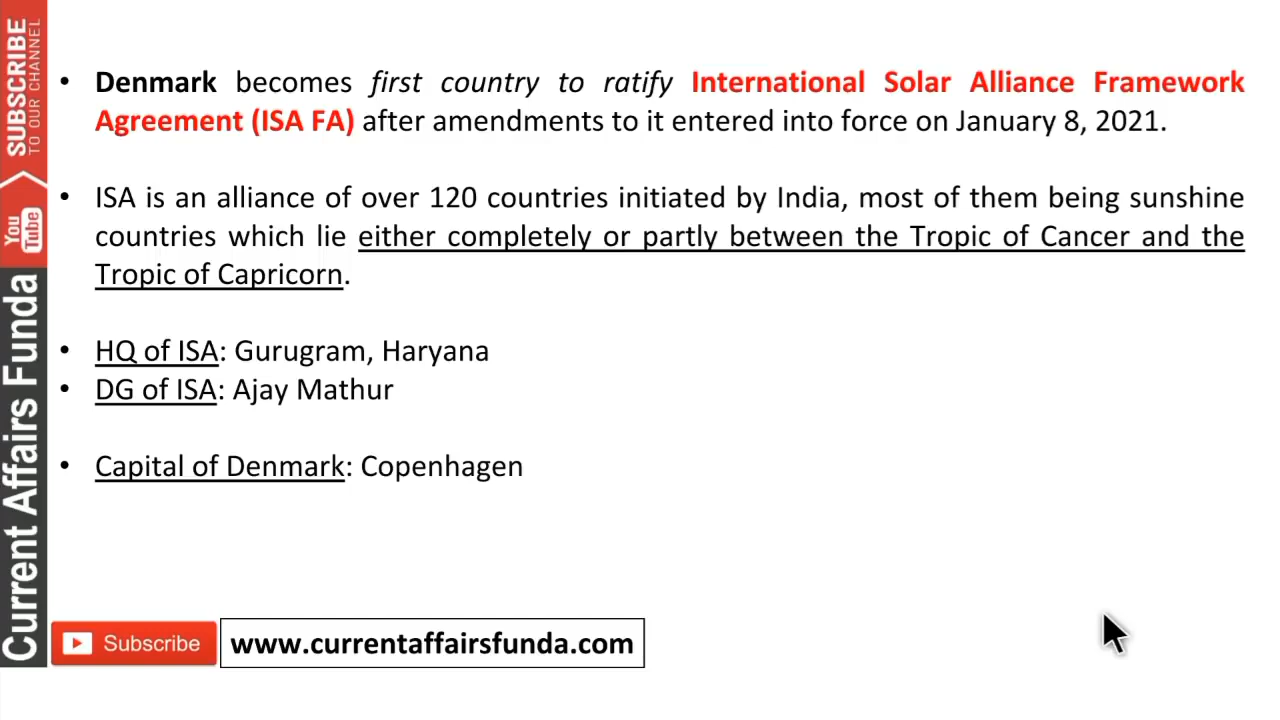 SUBSCRIBE
TO OUR CHANNEL
You
Tube
Current Affairs Funda
• Denmark becomes first country to ratify International Solar Alliance Framework
Agreement (ISA FA) after amendments to it entered into force on January 8, 2021.
• ISA is an alliance of over 120 countries initiated by India, most of them being sunshine
countries which lie either completely or partly between the Tropic of Cancer and the
Tropic of Capricorn.
• HQ of ISA: Gurugram, Haryana
• DG of ISA: Ajay Mathur
• Capital of Denmark: Copenhagen
Subscribe
www.currentaffairsfunda.com